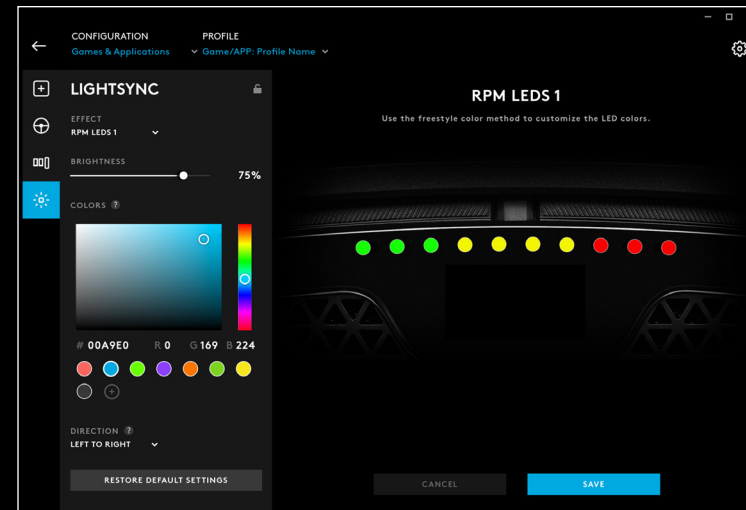 CONFIGURATION
PROFILE
Games & Applications
Game/APP: Profile Name
LIGHTSYNC
EFFECT
RPM LEDS 1
BRIGHTNESS
75%
COLORS ?
# 00A9E0 R 0 G 169 B 224
DIRECTION ?
LEFT TO RIGHT
RESTORE DEFAULT SETTINGS
RPM LEDS 1
Use the freestyle color method to customize the LED colors.
CANCEL
SAVE